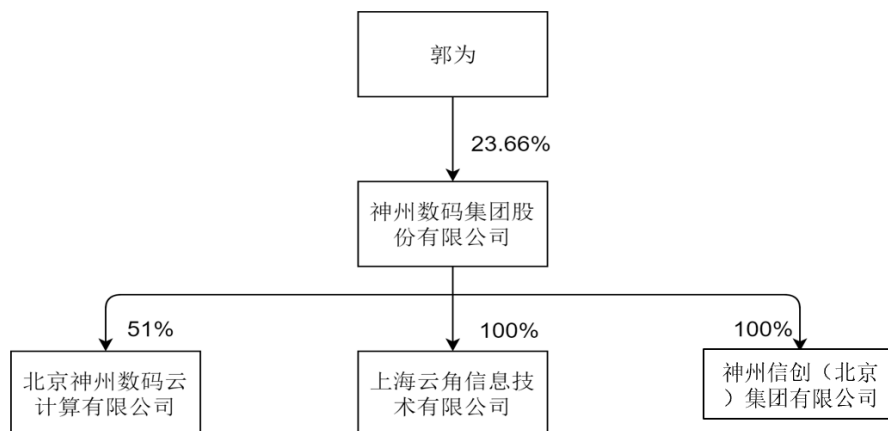 郭为
23.66%
神州数码集团股
份有限公司
51%
100%
100%
北京神州数码云
计算有限公司
上海云角信息技
术有限公司
神州信创（北京
）集团有限公司